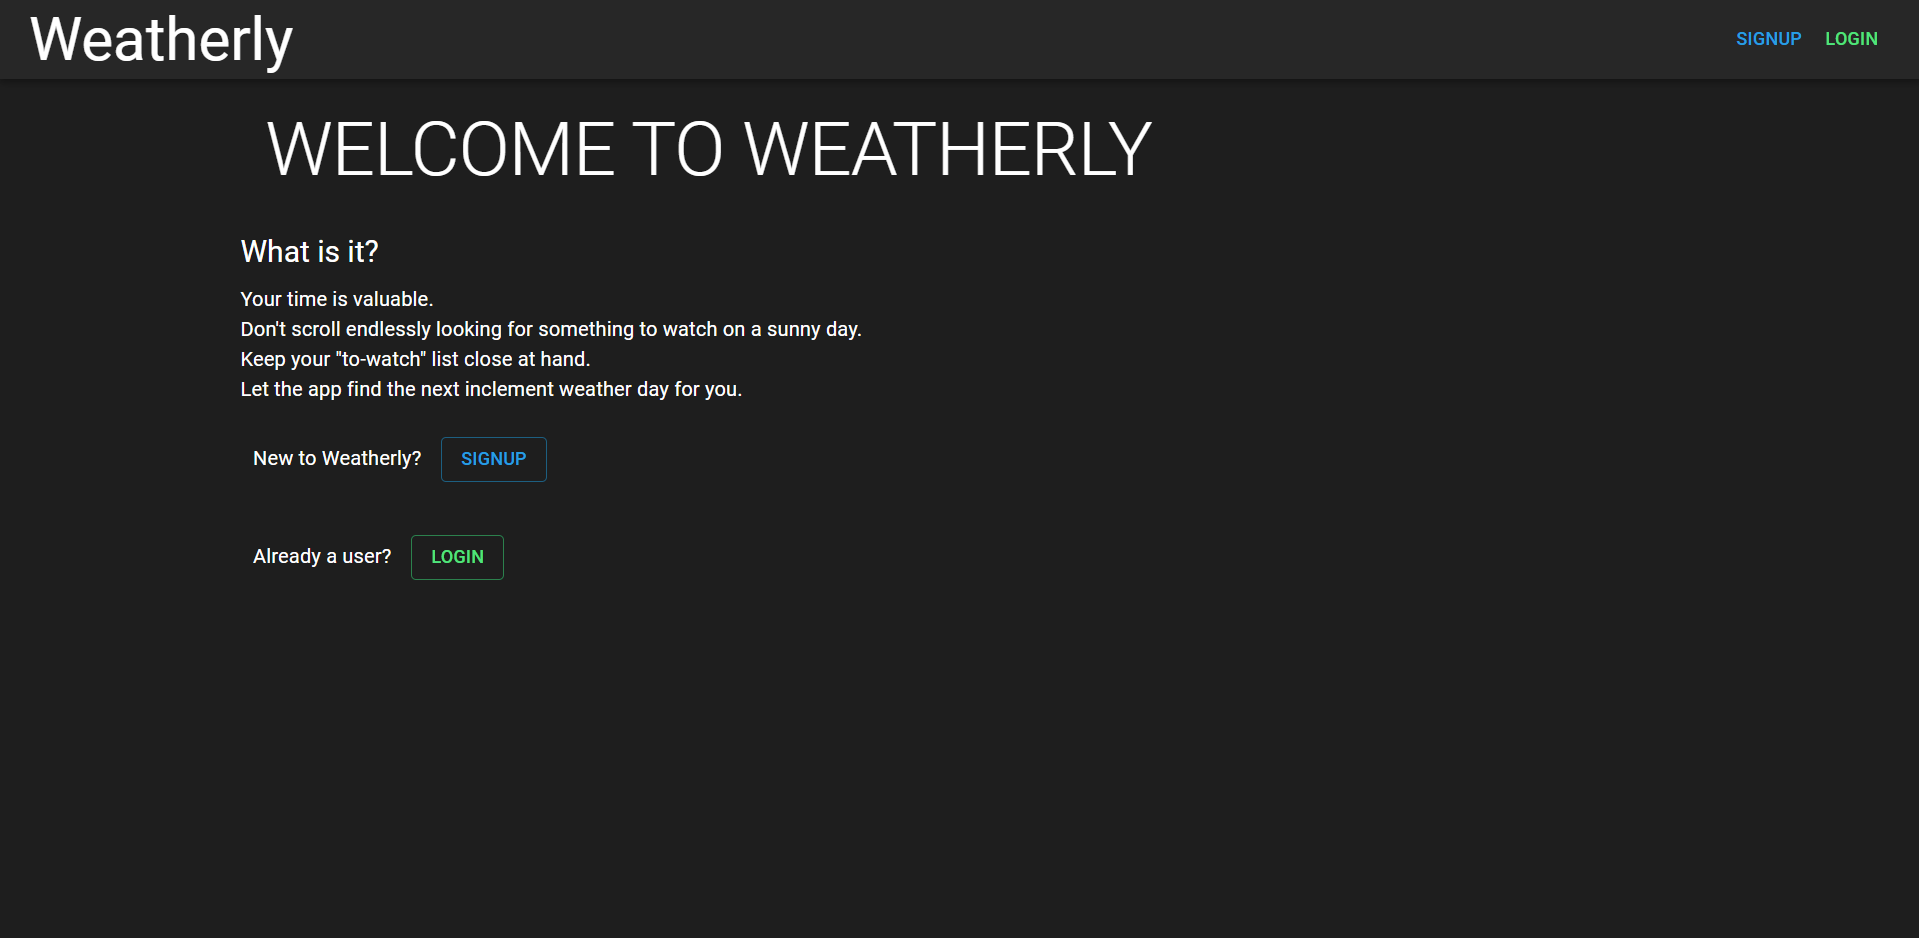 Weatherly
SIGNUP LOGIN
WELCOME TO WEATHERLY
What is it?
Your time is valuable.
Don't scroll endlessly looking for something to watch on a sunny day.
Keep your "to-watch" list close at hand.
Let the app find the next inclement weather day for you.
New to Weatherly? SIGNUP
Already a user? LOGIN